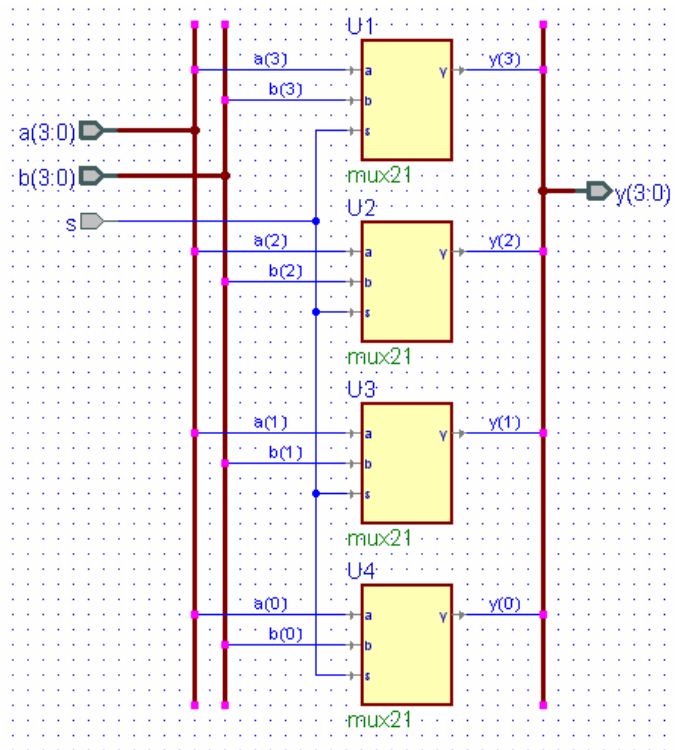 U1
a(3)
a
y
y(3)
b(3)
b
a(3:0)
s
mux21
b(3:0)
y(3:0)
U2
s
a(2)
a
y
y(2)
b(2)
b
s
mux21
U3
a(1)
a
y
y(1)
b(1)
b
s
mux21
U4
a(0)
a
y
y(0)
b(0)
b
s
mux21